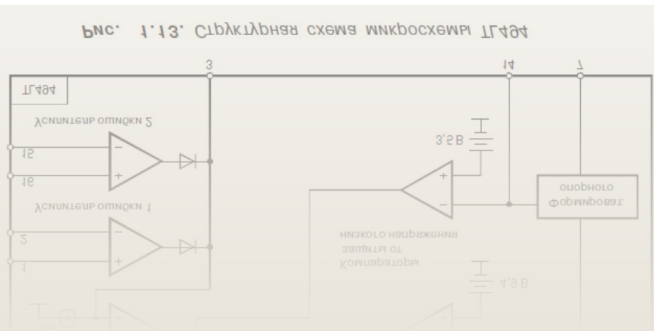 4,9 В
Компараторы
защиты от
низкого напряжения
1
2
Усилитель ошибки 1
Формироват.
опорного
16
15
3,5 В
Усилитель ошибки 2
TL494
3
14
7
Рис. 1.13. Структурная схема микросхемы TL494